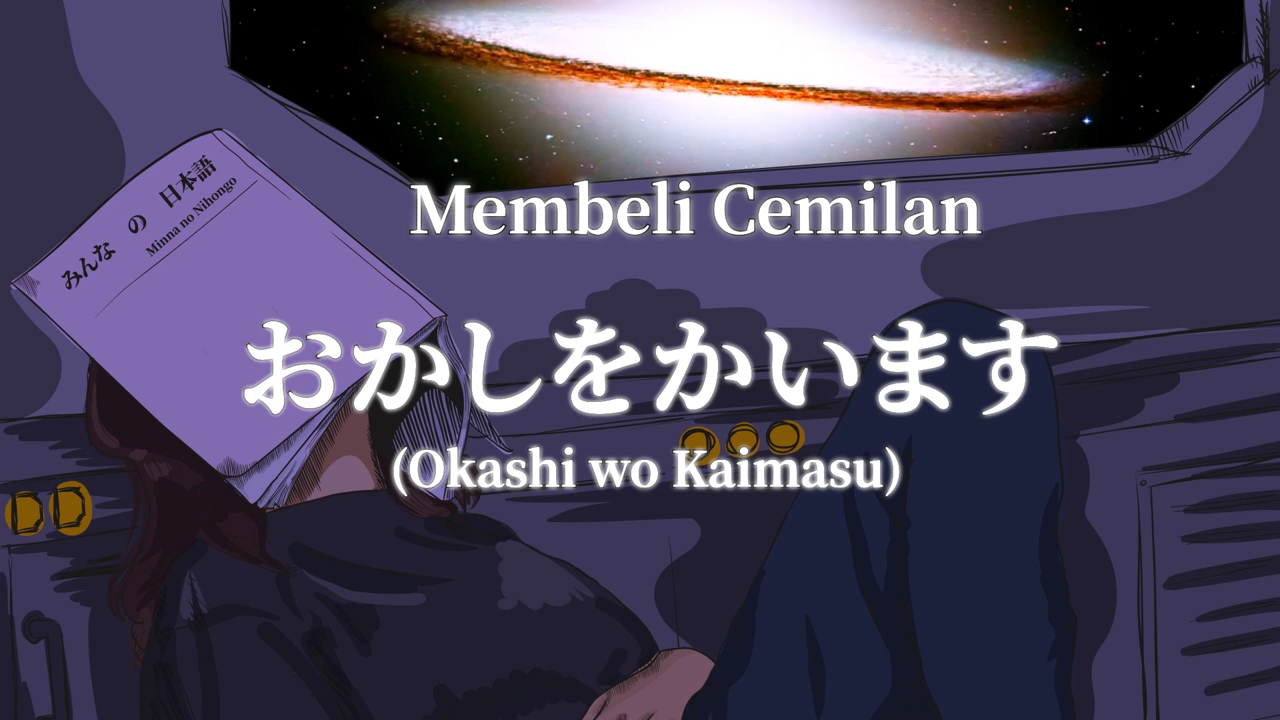 みんな の 日本語
Minna no Nihongo
Membeli Cemilan
おかしをかいます
(Okashi wo Kaimasu)